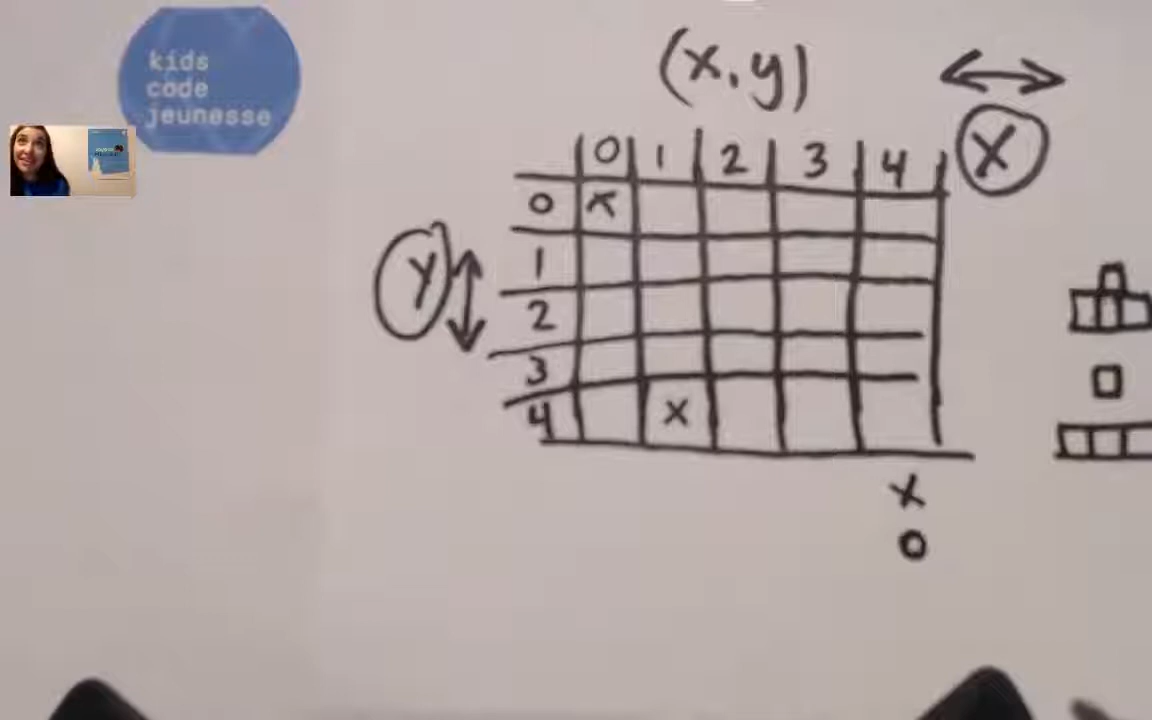 kids
code
jeunesse
(x,y)
X
0 1 2 3 4
0 x
1
Y
2
3
4 x
x
o